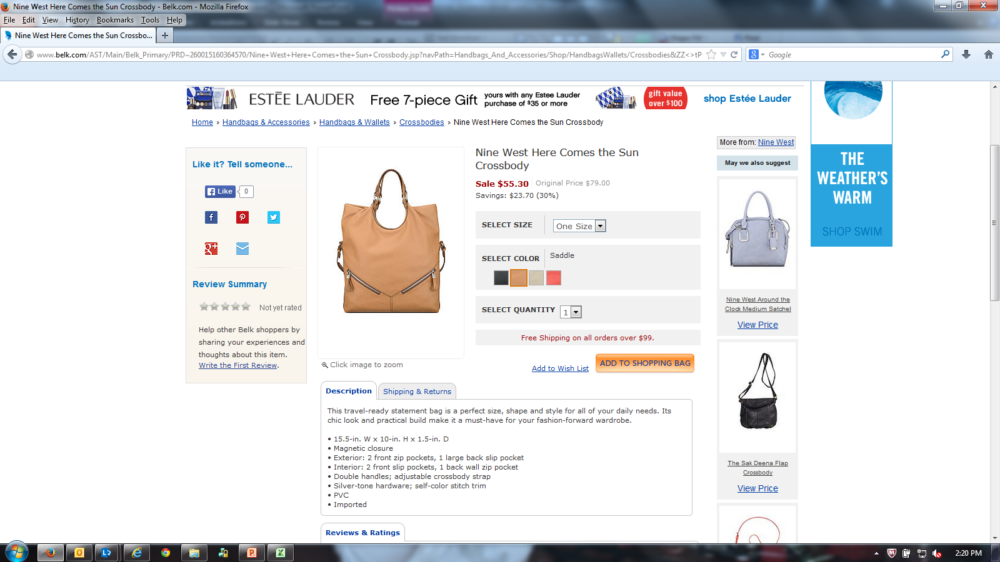 Nine West Here Comes the Sun Crossbody - Belk.com - Mozilla Firefox
File Edit View History Bookmarks Tools Help
Nine West Here Comes the Sun Crossbo...
www.belk.com/AST/Main/Belk_Primary/PRD~260015160364570/Nine+West+Here+Comes+the+Sun+Crossbody.jsp?navPath=Handbags_And_Accessories/Shop/HandbagsWallets/Crossbodies&ZZ<>tP
Google
ESTĒE LAUDER Free 7-piece Gift
yours with any Estee Lauder
purchase of $35 or more
gift value
over $100
shop Estée Lauder
Home > Handbags & Accessories > Handbags & Wallets > Crossbodies > Nine West Here Comes the Sun Crossbody
Like it? Tell someone...
Like 0
Review Summary
Not yet rated
Help other Belk shoppers by
sharing your experiences and
thoughts about this item.
Write the First Review.
Click image to zoom
Nine West Here Comes the Sun
Crossbody
Sale $55.30 Original Price $79.00
Savings: $23.70 (30%)
SELECT SIZE One Size
SELECT COLOR Saddle
SELECT QUANTITY 1
Free Shipping on all orders over $99.
Add to Wish List ADD TO SHOPPING BAG
Description Shipping & Returns
This travel-ready statement bag is a perfect size, shape and style for all of your daily needs. Its
chic look and practical build make it a must-have for your fashion-forward wardrobe.
• 15.5-in. W x 10-in. H x 1.5-in. D
• Magnetic closure
• Exterior: 2 front zip pockets, 1 large back slip pocket
• Interior: 2 front slip pockets, 1 back wall zip pocket
• Double handles; adjustable crossbody strap
• Silver-tone hardware; self-color stitch trim
• PVC
• Imported
Reviews & Ratings
More from: Nine West
May we also suggest
Nine West Around the
Clock Medium Satchel
View Price
The Sak Deena Flap
Crossbody
View Price
THE
WEATHER'S
WARM
SHOP SWIM
2:20 PM